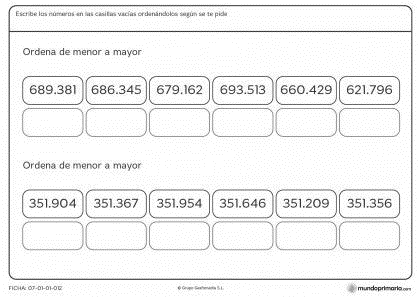 Escribe los números en las casillas vacías ordenándolos según se te pide
Ordena de menor a mayor
689.381 686.345 679.162 693.513 660.429 621.796
Ordena de menor a mayor
351.904 351.367 351.954 351.646 351.209 351.356
FICHA: 07-01-01-012 © Grupo Gesfomedia S.L. mundoprimaria.com